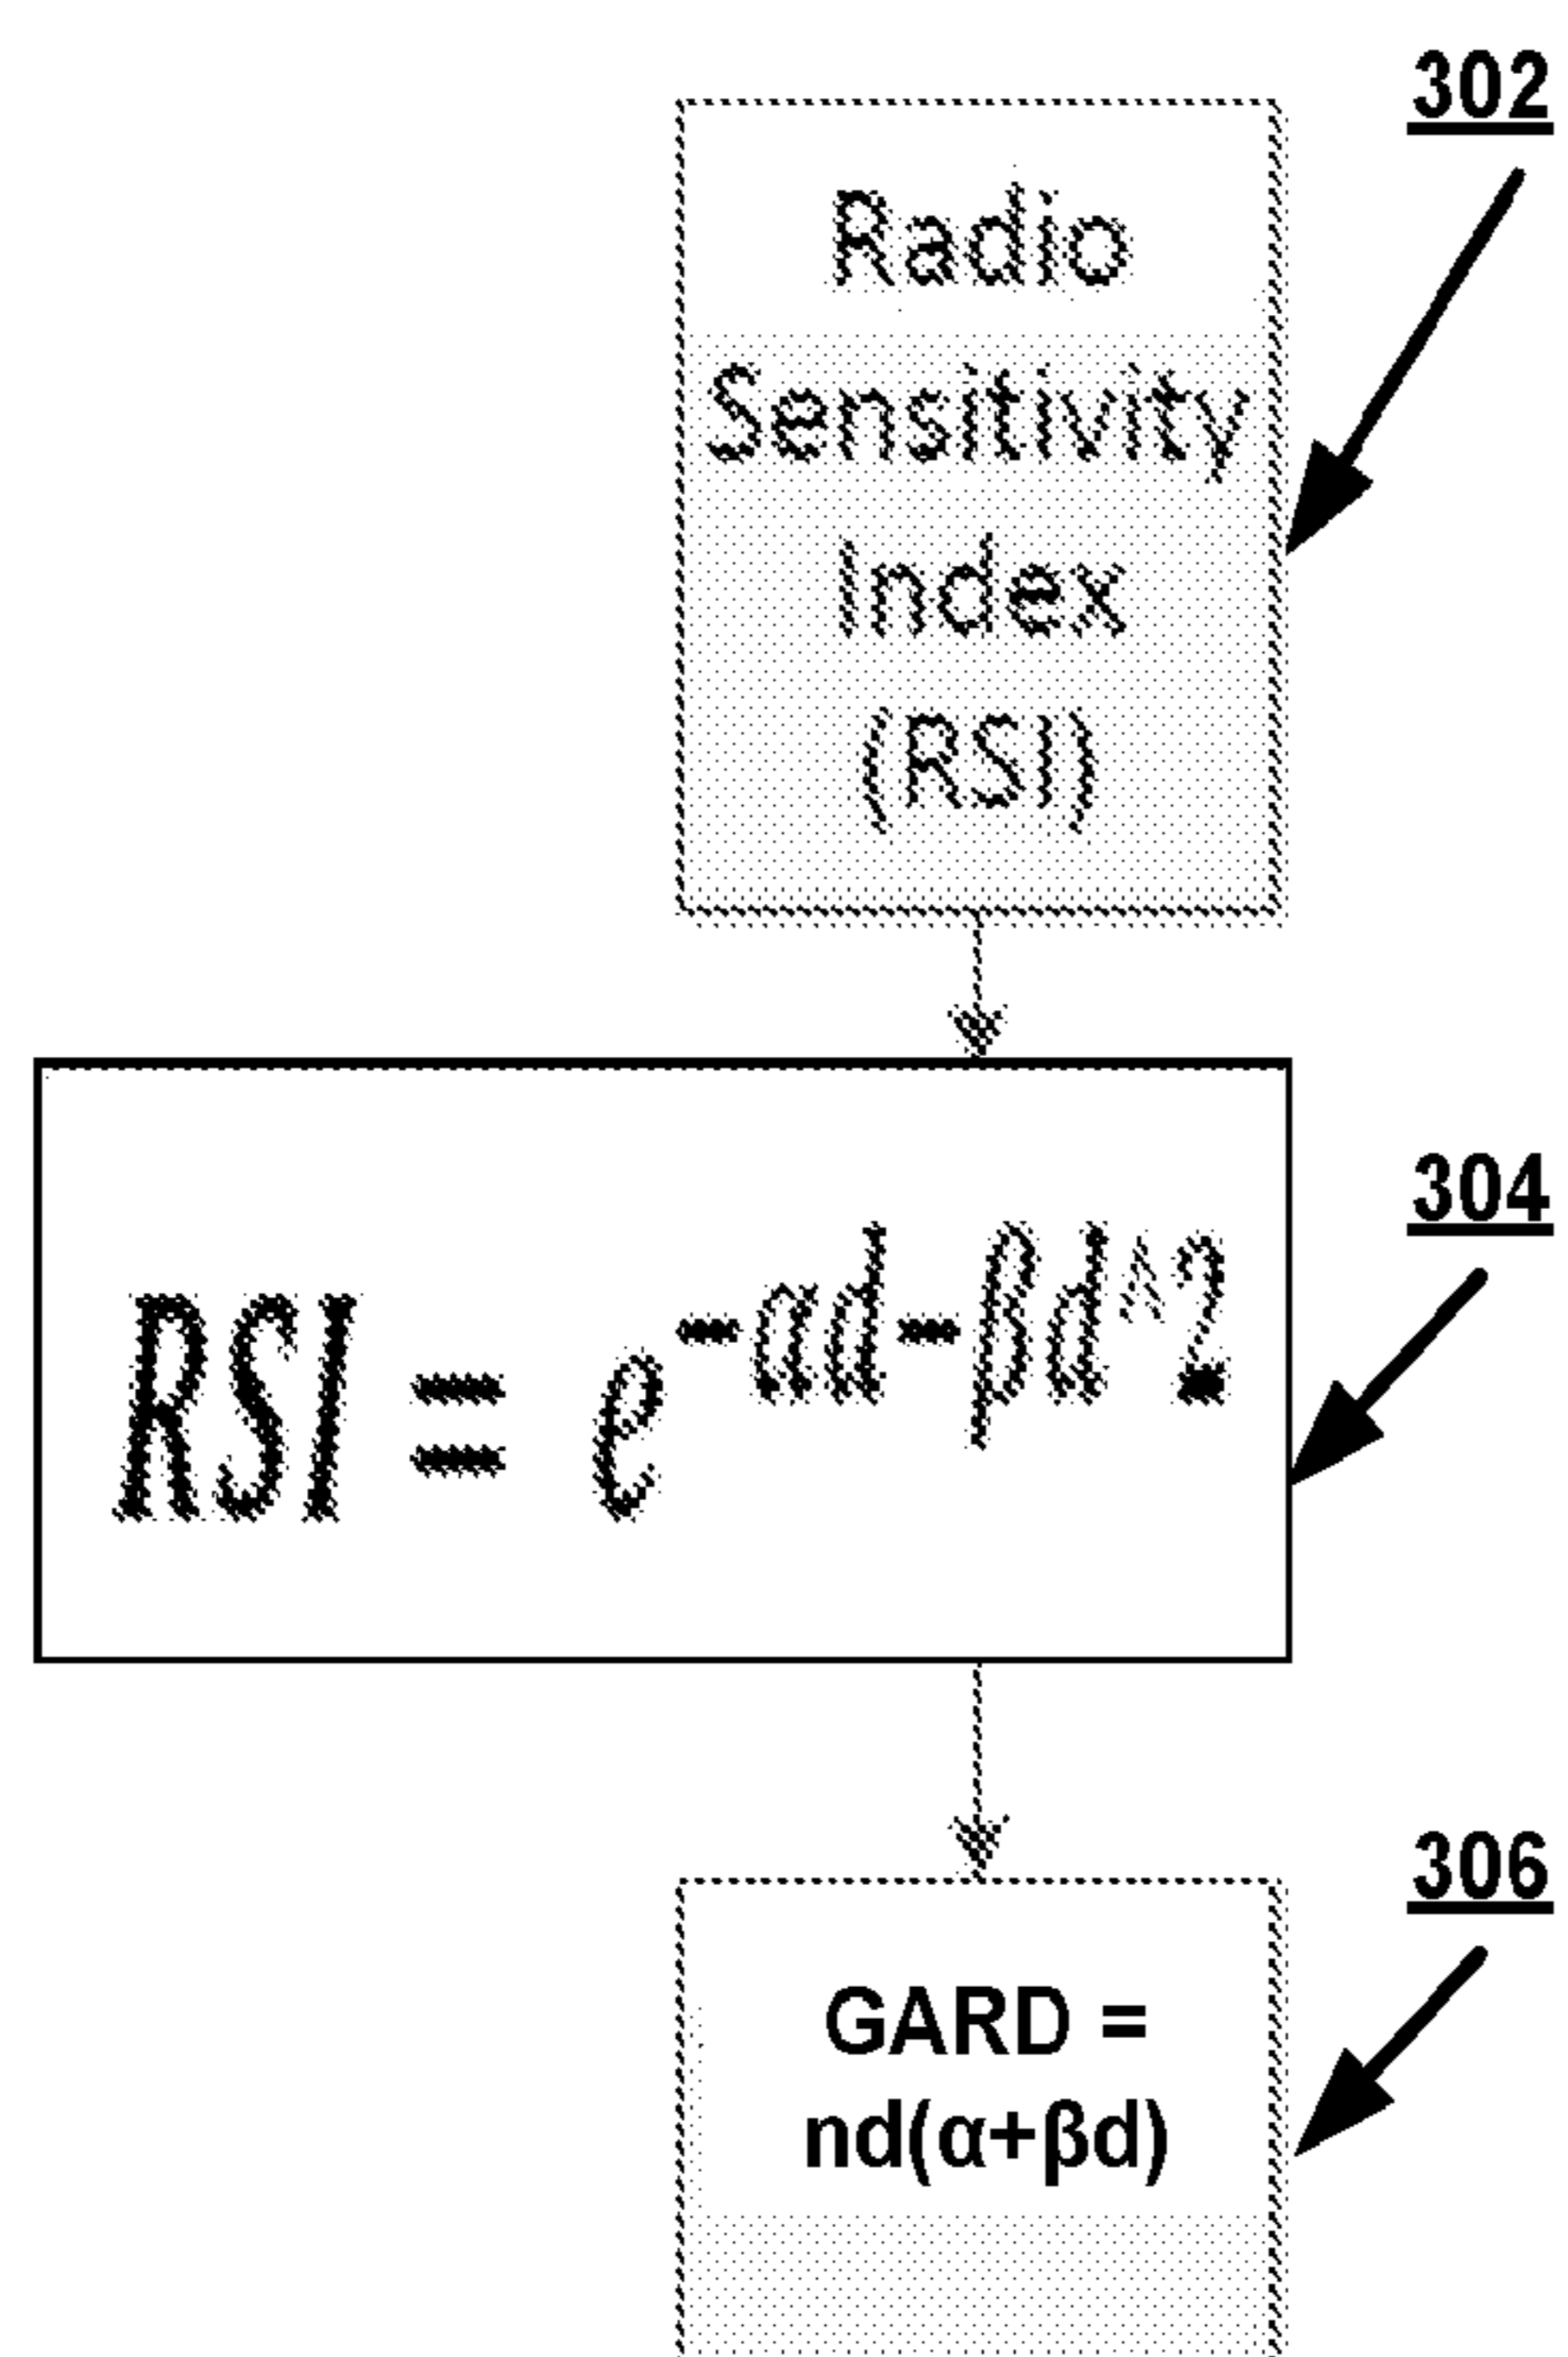 302
Radio
Sensitivity
Index
(RSI)
304
RSI = e^-αd-βd^2
306
GARD =
nd(α+βd)